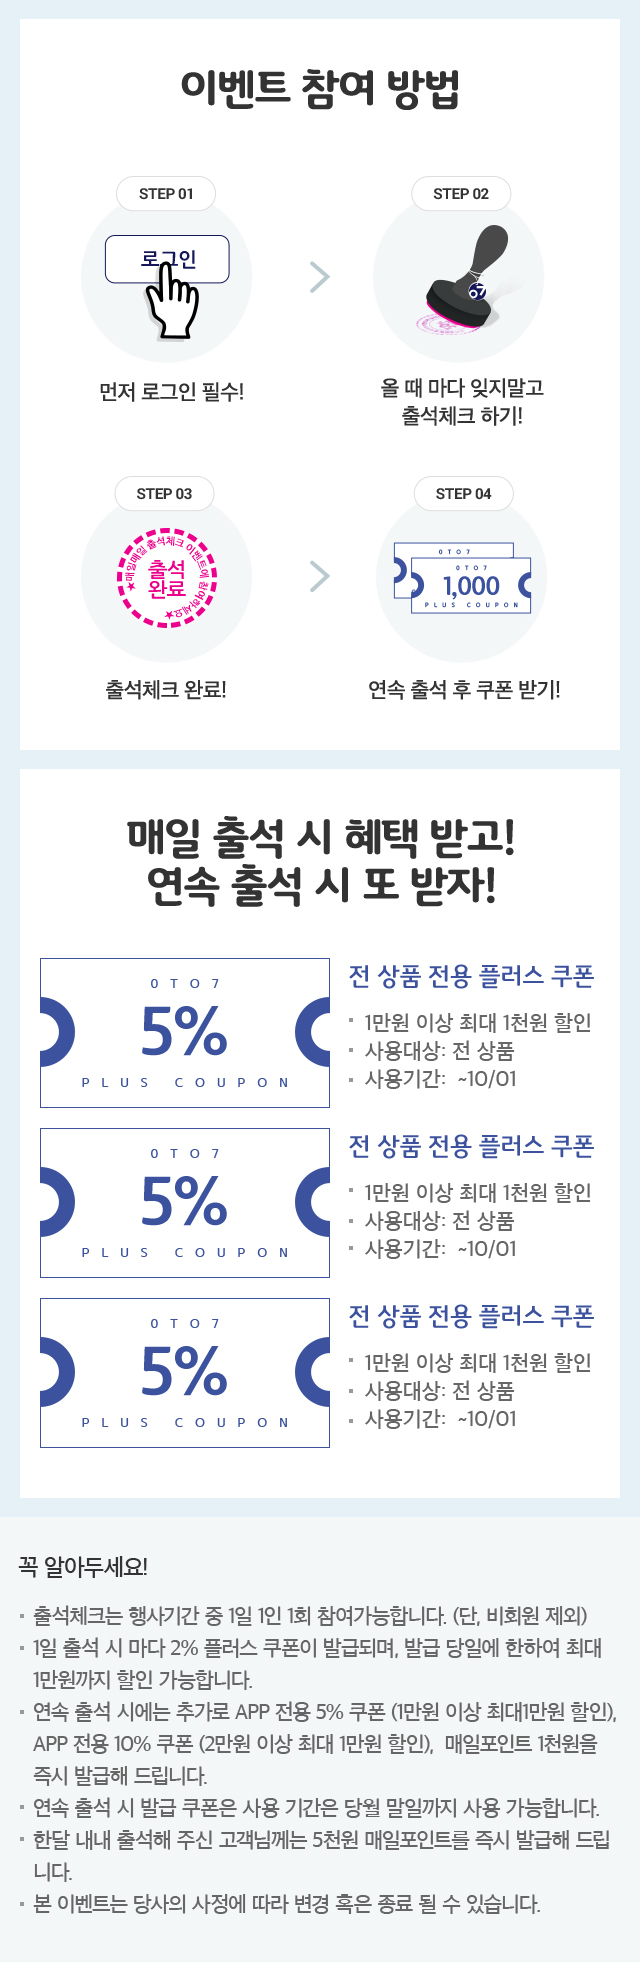 이벤트 참여 방법
STEP 01
STEP 02
로그인
67
먼저 로그인 필수!
올 때 마다 잊지말고
출석체크 하기!
STEP 03
STEP 04
★매일매일 출석체크 이벤트에 참여하세요★
출석
완료
0TO7
0TO7
1,000
PLUS COUPON
출석체크 완료!
연속 출석 후 쿠폰 받기!
매일 출석 시 혜택 받고!
연속 출석 시 또 받자!
0TO7
5%
PLUS COUPON
전 상품 전용 플러스 쿠폰
1만원 이상 최대 1천원 할인
사용대상: 전 상품
사용기간: ~10/01
0TO7
5%
PLUS COUPON
전 상품 전용 플러스 쿠폰
1만원 이상 최대 1천원 할인
사용대상: 전 상품
사용기간: ~10/01
0TO7
5%
PLUS COUPON
전 상품 전용 플러스 쿠폰
1만원 이상 최대 1천원 할인
사용대상: 전 상품
사용기간: ~10/01
꼭 알아두세요!
출석체크는 행사기간 중 1일 1인 1회 참여가능합니다. (단, 비회원 제외)
1일 출석 시 마다 2% 플러스 쿠폰이 발급되며, 발급 당일에 한하여 최대
1만원까지 할인 가능합니다.
연속 출석 시에는 추가로 APP 전용 5% 쿠폰 (1만원 이상 최대1만원 할인),
APP 전용 10% 쿠폰 (2만원 이상 최대 1만원 할인), 매일포인트 1천원을
즉시 발급해 드립니다.
연속 출석 시 발급 쿠폰은 사용 기간은 당월 말일까지 사용 가능합니다.
한달 내내 출석해 주신 고객님께는 5천원 매일포인트를 즉시 발급해 드립
니다.
본 이벤트는 당사의 사정에 따라 변경 혹은 종료 될 수 있습니다.